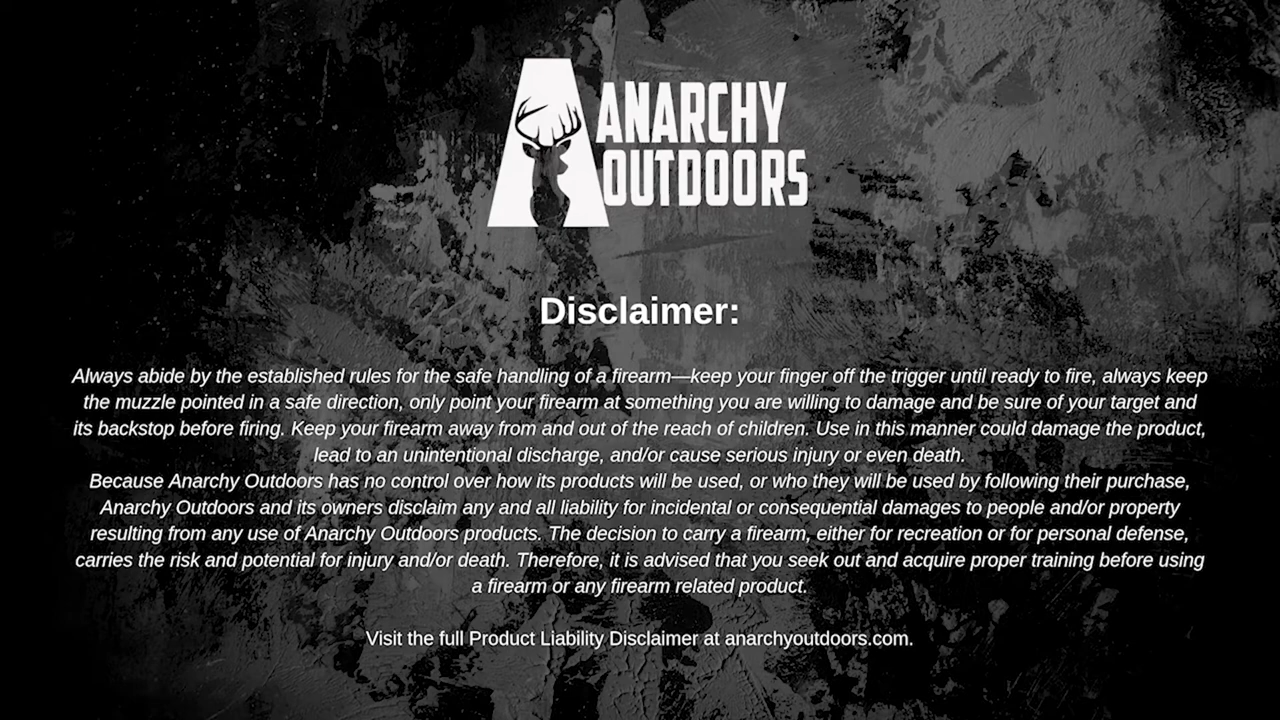 ANARCHY
OUTDOORS
Disclaimer:
Always abide by the established rules for the safe handling of a firearm—keep your finger off the trigger until ready to fire, always keep
the muzzle pointed in a safe direction, only point your firearm at something you are willing to damage and be sure of your target and
its backstop before firing. Keep your firearm away from and out of the reach of children. Use in this manner could damage the product,
lead to an unintentional discharge, and/or cause serious injury or even death.
Because Anarchy Outdoors has no control over how its products will be used, or who they will be used by following their purchase,
Anarchy Outdoors and its owners disclaim any and all liability for incidental or consequential damages to people and/or property
resulting from any use of Anarchy Outdoors products. The decision to carry a firearm, either for recreation or for personal defense,
carries the risk and potential for injury and/or death. Therefore, it is advised that you seek out and acquire proper training before using
a firearm or any firearm related product.
Visit the full Product Liability Disclaimer at anarchyoutdoors.com.